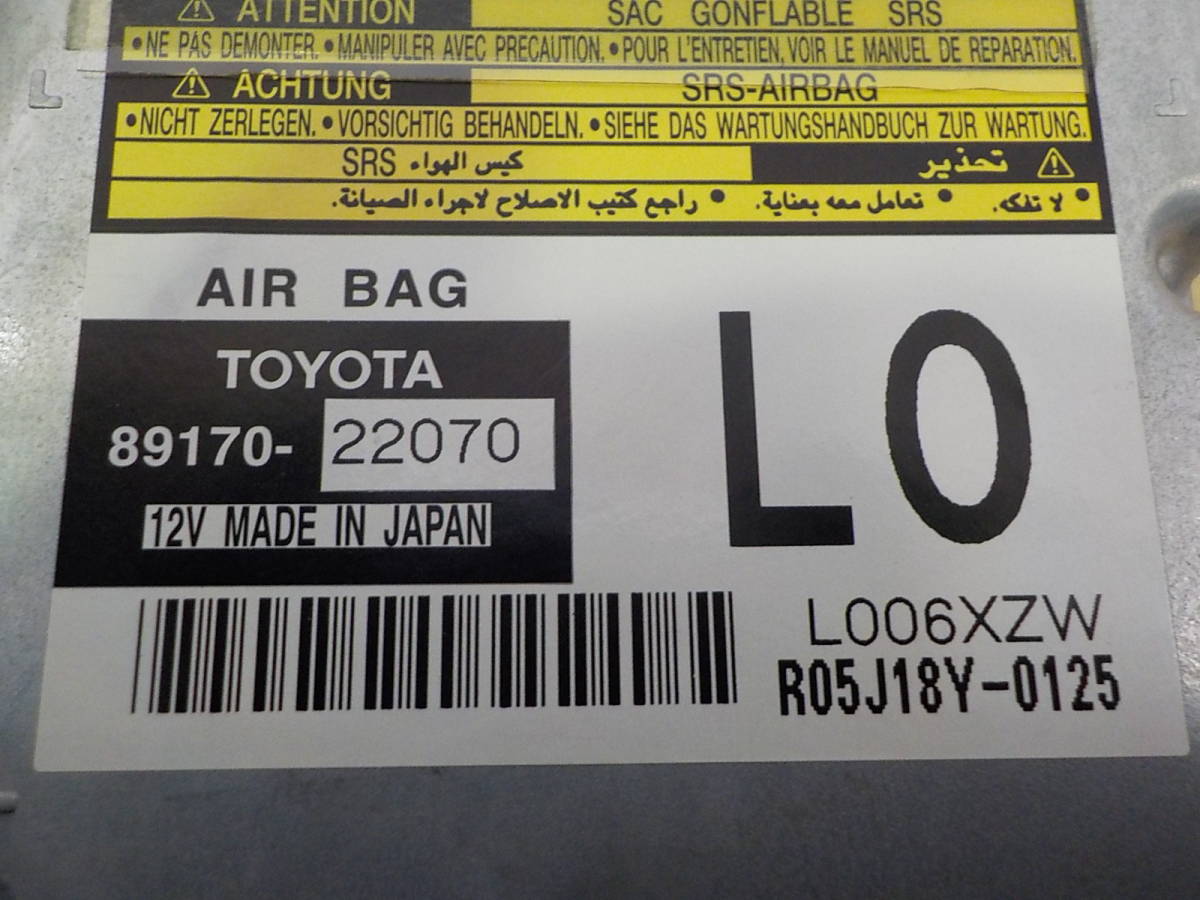 ⚠ ATTENTION SAC GONFLABLE SRS
•NE PAS DEMONTER. •MANIPULER AVEC PRECAUTION. •POUR L'ENTRETIEN, VOIR LE MANUEL DE REPARATION.
⚠ ACHTUNG SRS-AIRBAG
•NICHT ZERLEGEN. •VORSICHTIG BEHANDELN. •SIEHE DAS WARTUNGSHANDBUCH ZUR WARTUNG.
⚠ تحذير كيس الهواء SRS
• لا تفكه. • تعامل معه بعناية. • راجع كتيب الاصلاح لاجراء الصيانة.
AIR BAG
TOYOTA
89170-22070
12V MADE IN JAPAN
L0
L006XZW
R05J18Y-0125
L
L